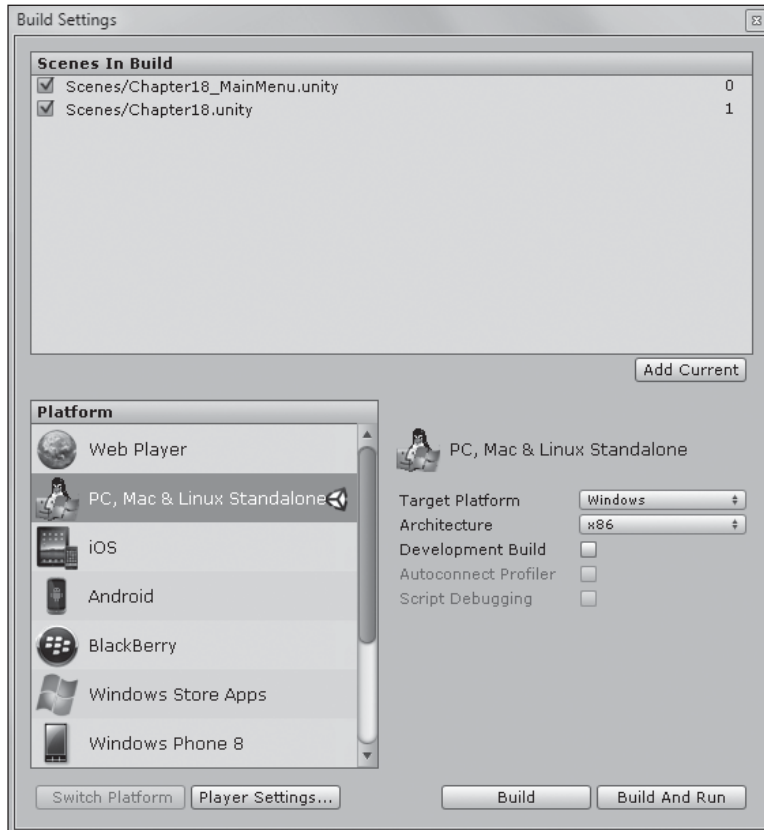 Build Settings
Scenes In Build
Scenes/Chapter18_MainMenu.unity 0
Scenes/Chapter18.unity 1
Add Current
Platform
Web Player
PC, Mac & Linux Standalone
iOS
Android
BlackBerry
Windows Store Apps
Windows Phone 8
PC, Mac & Linux Standalone
Target Platform Windows
Architecture x86
Development Build
Autoconnect Profiler
Script Debugging
Switch Platform Player Settings... Build Build And Run